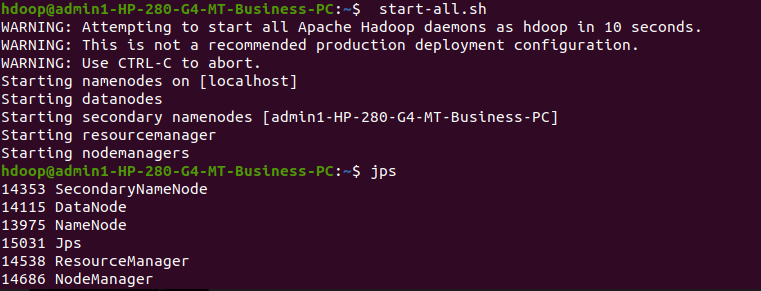 hdoop@admin1-HP-280-G4-MT-Business-PC:~$  start-all.sh
WARNING: Attempting to start all Apache Hadoop daemons as hdoop in 10 seconds.
WARNING: This is not a recommended production deployment configuration.
WARNING: Use CTRL-C to abort.
Starting namenodes on [localhost]
Starting datanodes
Starting secondary namenodes [admin1-HP-280-G4-MT-Business-PC]
Starting resourcemanager
Starting nodemanagers
hdoop@admin1-HP-280-G4-MT-Business-PC:~$ jps
14353 SecondaryNameNode
14115 DataNode
13975 NameNode
15031 Jps
14538 ResourceManager
14686 NodeManager